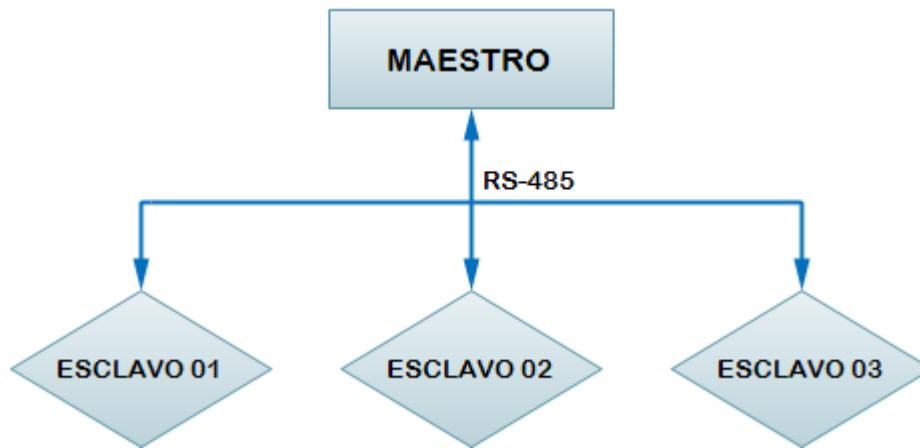 MAESTRO
RS-485
ESCLAVO 01
ESCLAVO 02
ESCLAVO 03